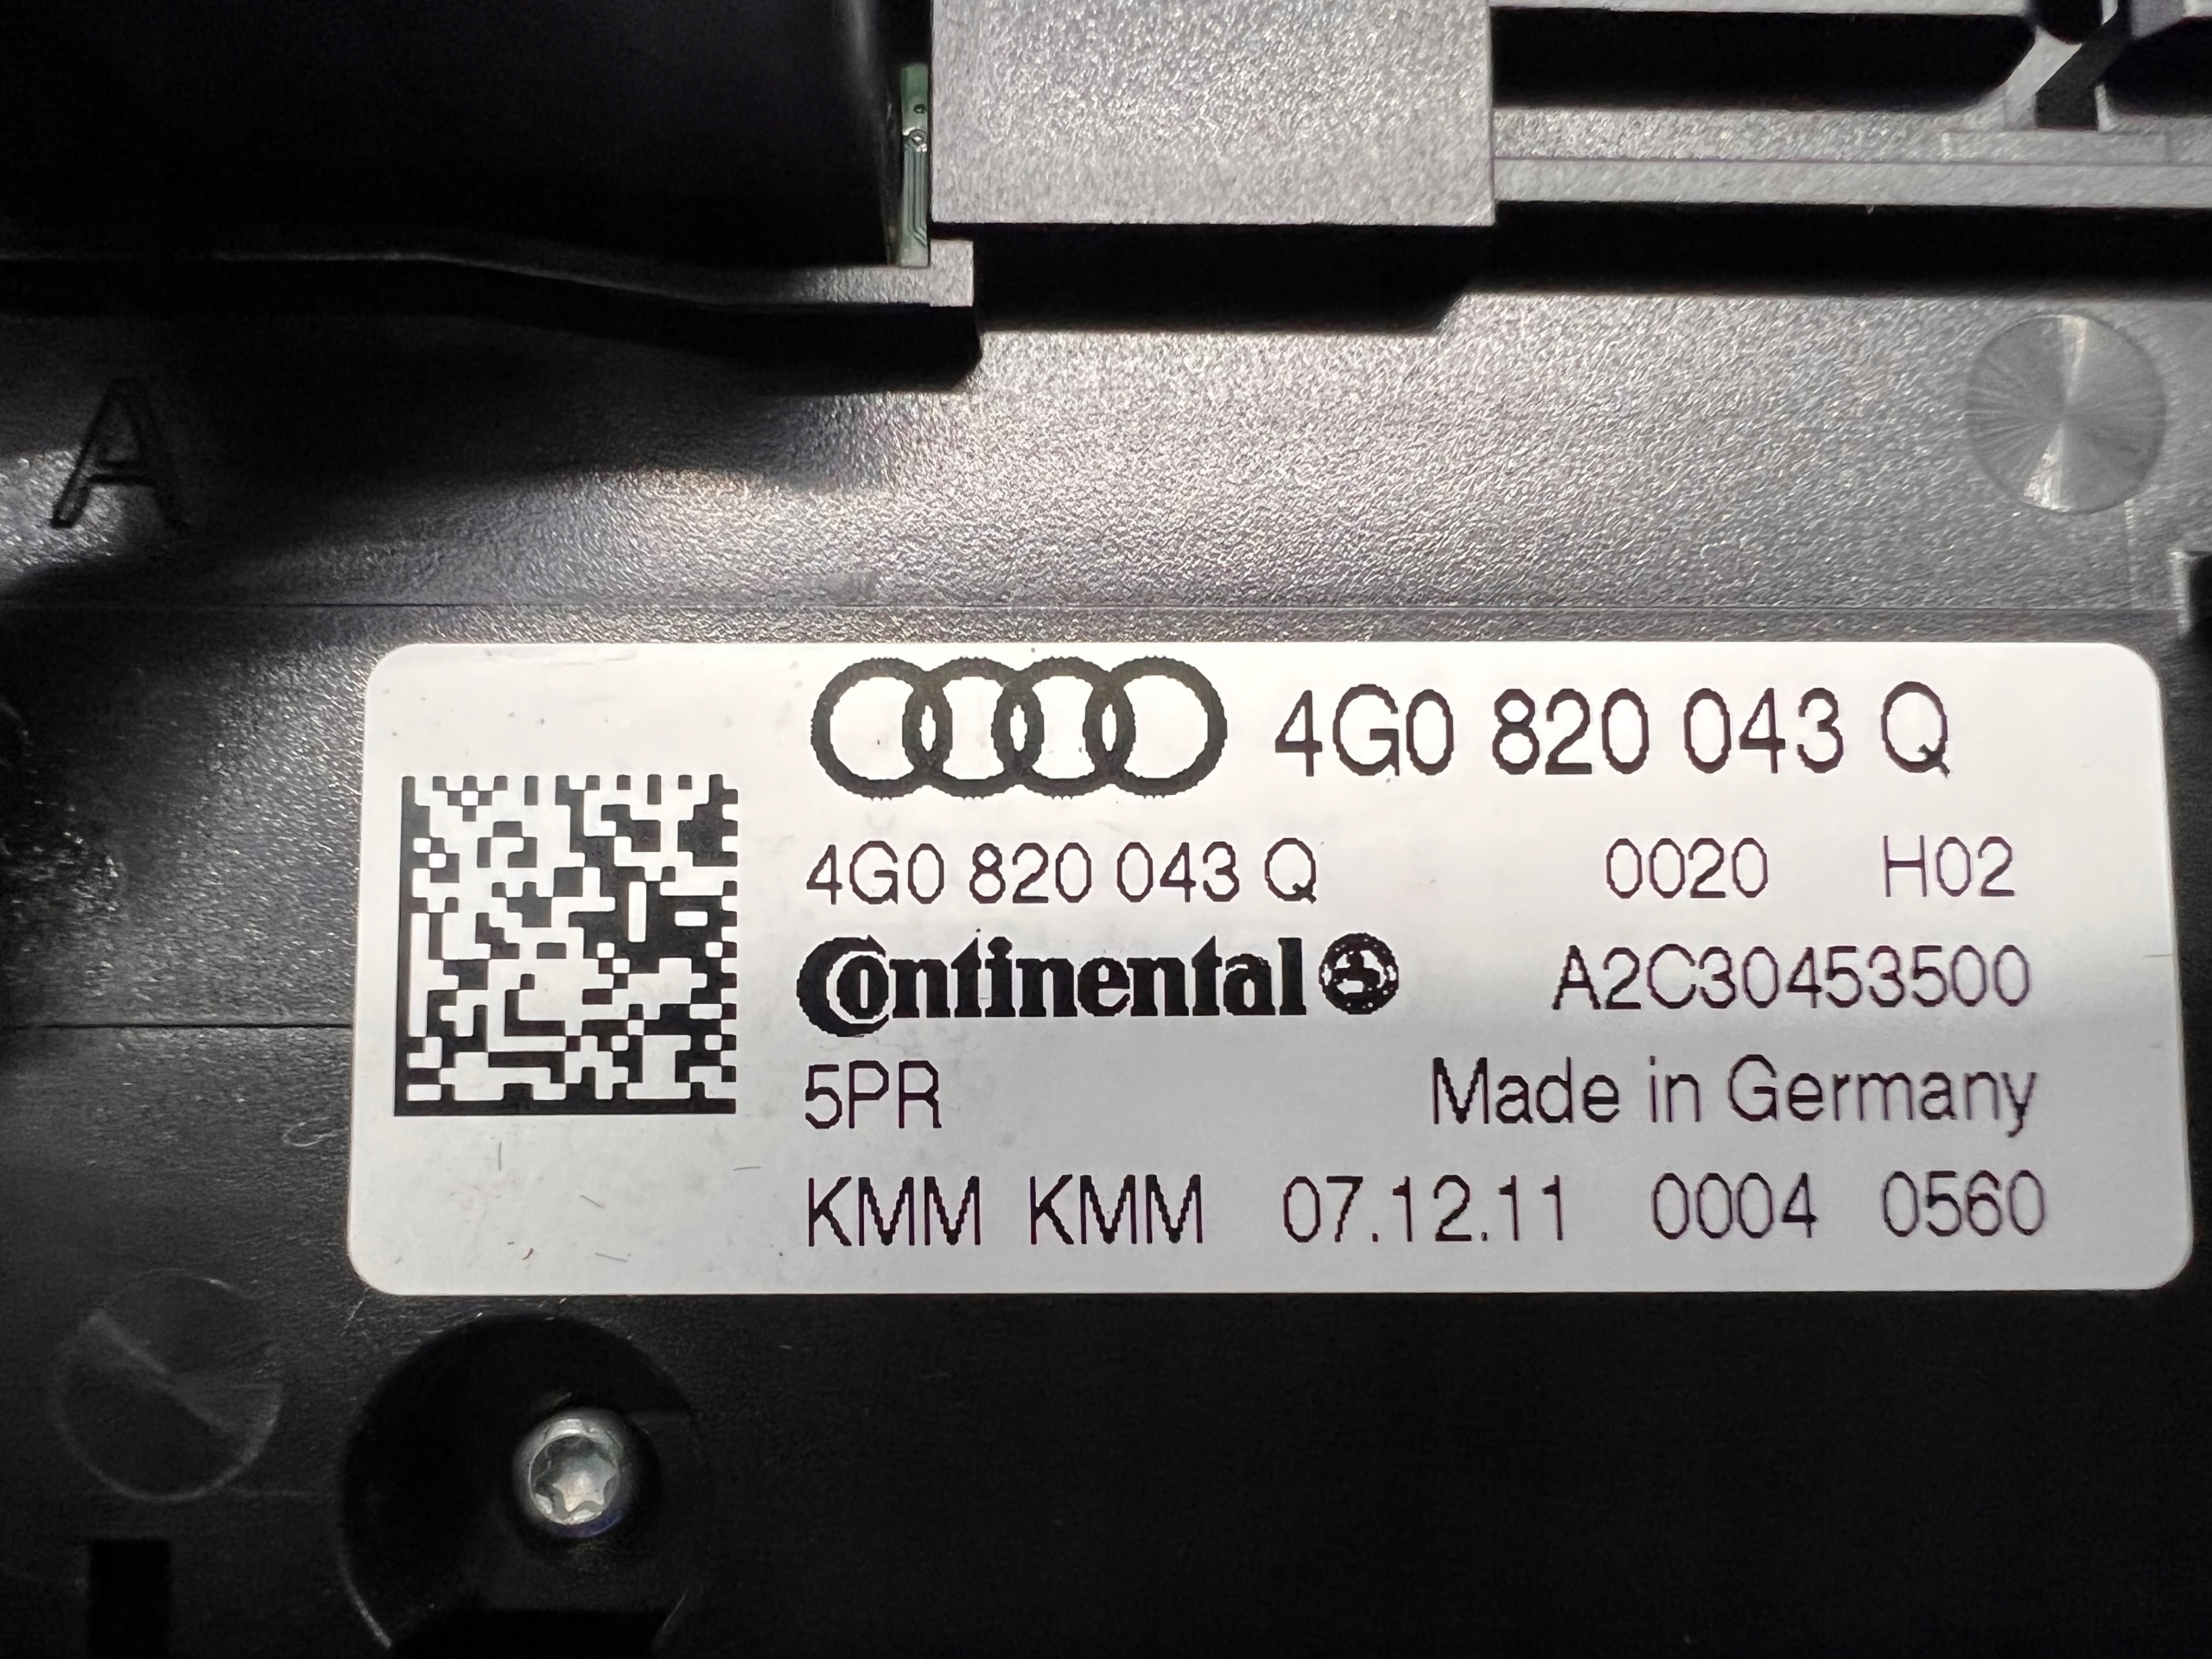 A
4G0 820 043 Q
4G0 820 043 Q 0020 H02
Continental A2C30453500
5PR Made in Germany
KMM KMM 07.12.11 0004 0560